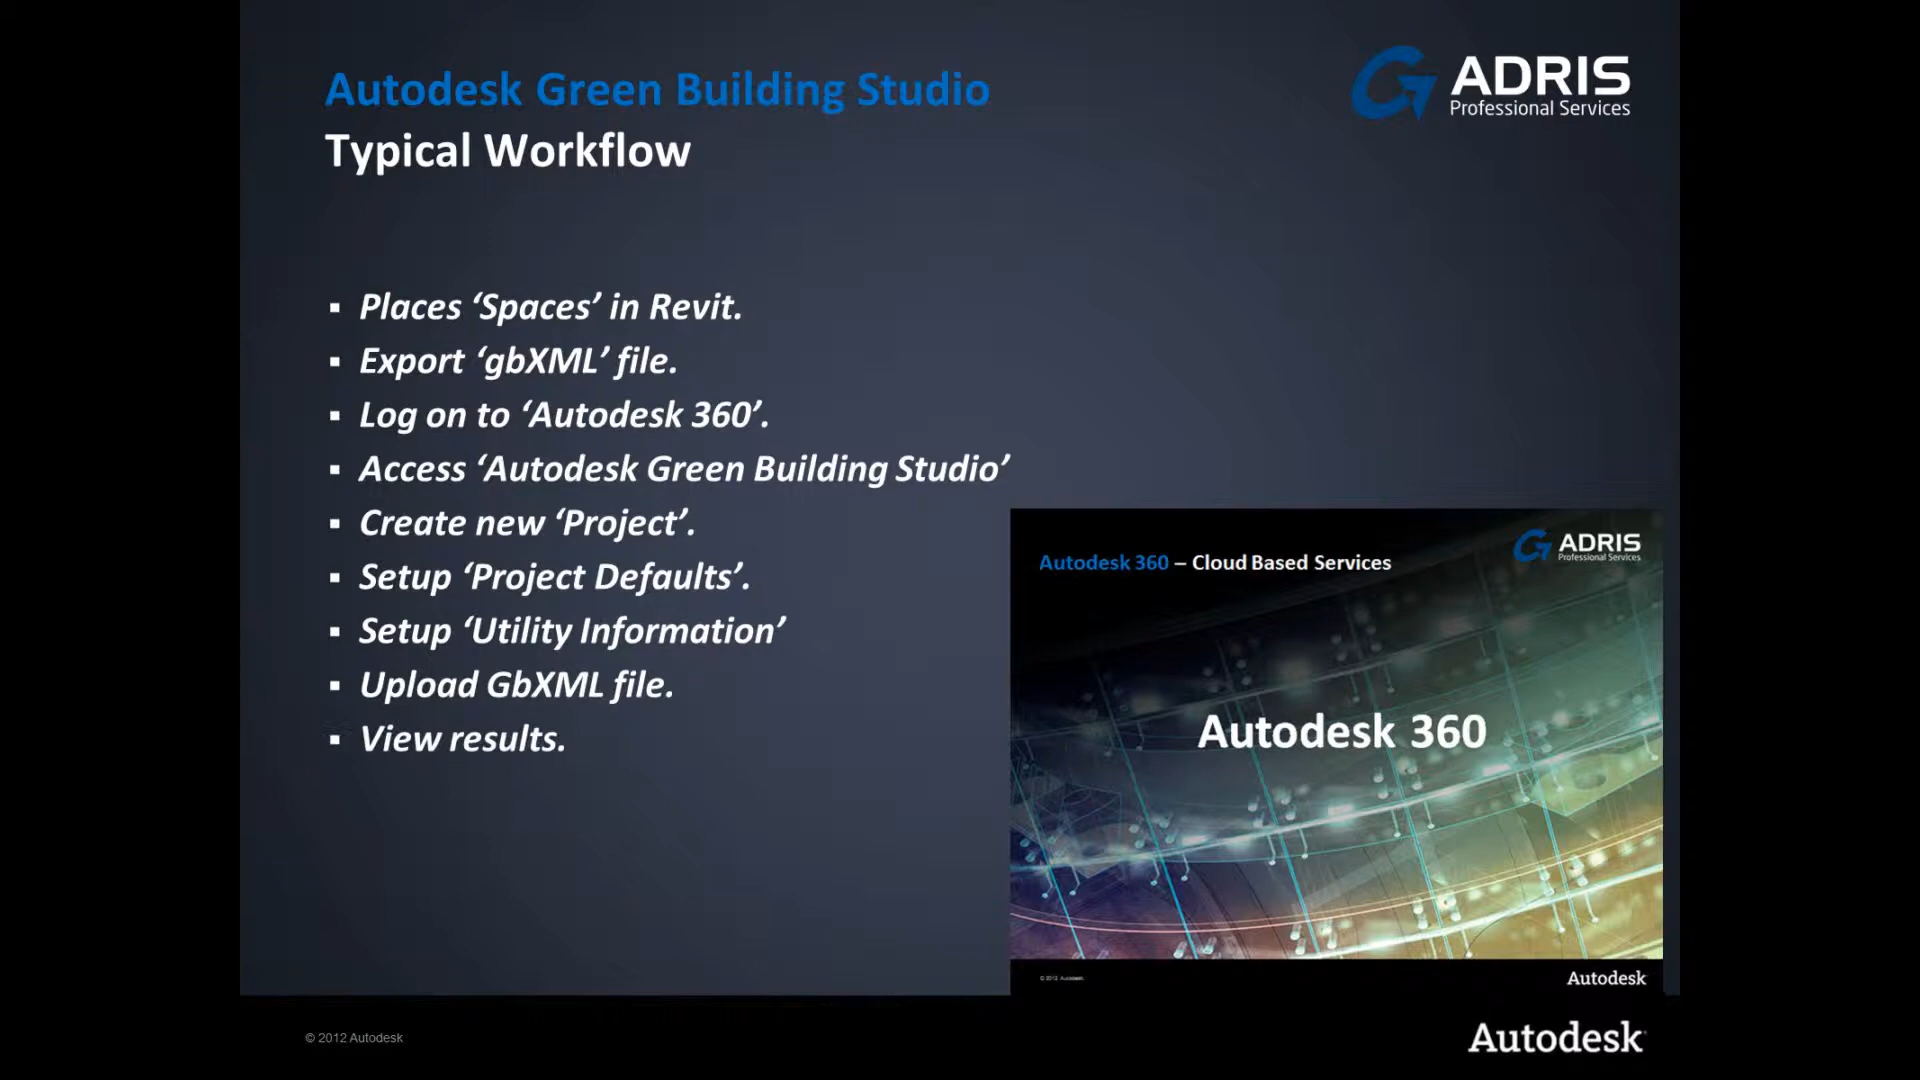 Autodesk Green Building Studio
Typical Workflow
ADRIS
Professional Services
▪ Places ‘Spaces’ in Revit.
▪ Export ‘gbXML’ file.
▪ Log on to ‘Autodesk 360’.
▪ Access ‘Autodesk Green Building Studio’
▪ Create new ‘Project’.
▪ Setup ‘Project Defaults’.
▪ Setup ‘Utility Information’
▪ Upload GbXML file.
▪ View results.
Autodesk 360 – Cloud Based Services
ADRIS
Professional Services
Autodesk 360
© 2012 Autodesk
Autodesk
© 2012 Autodesk
Autodesk